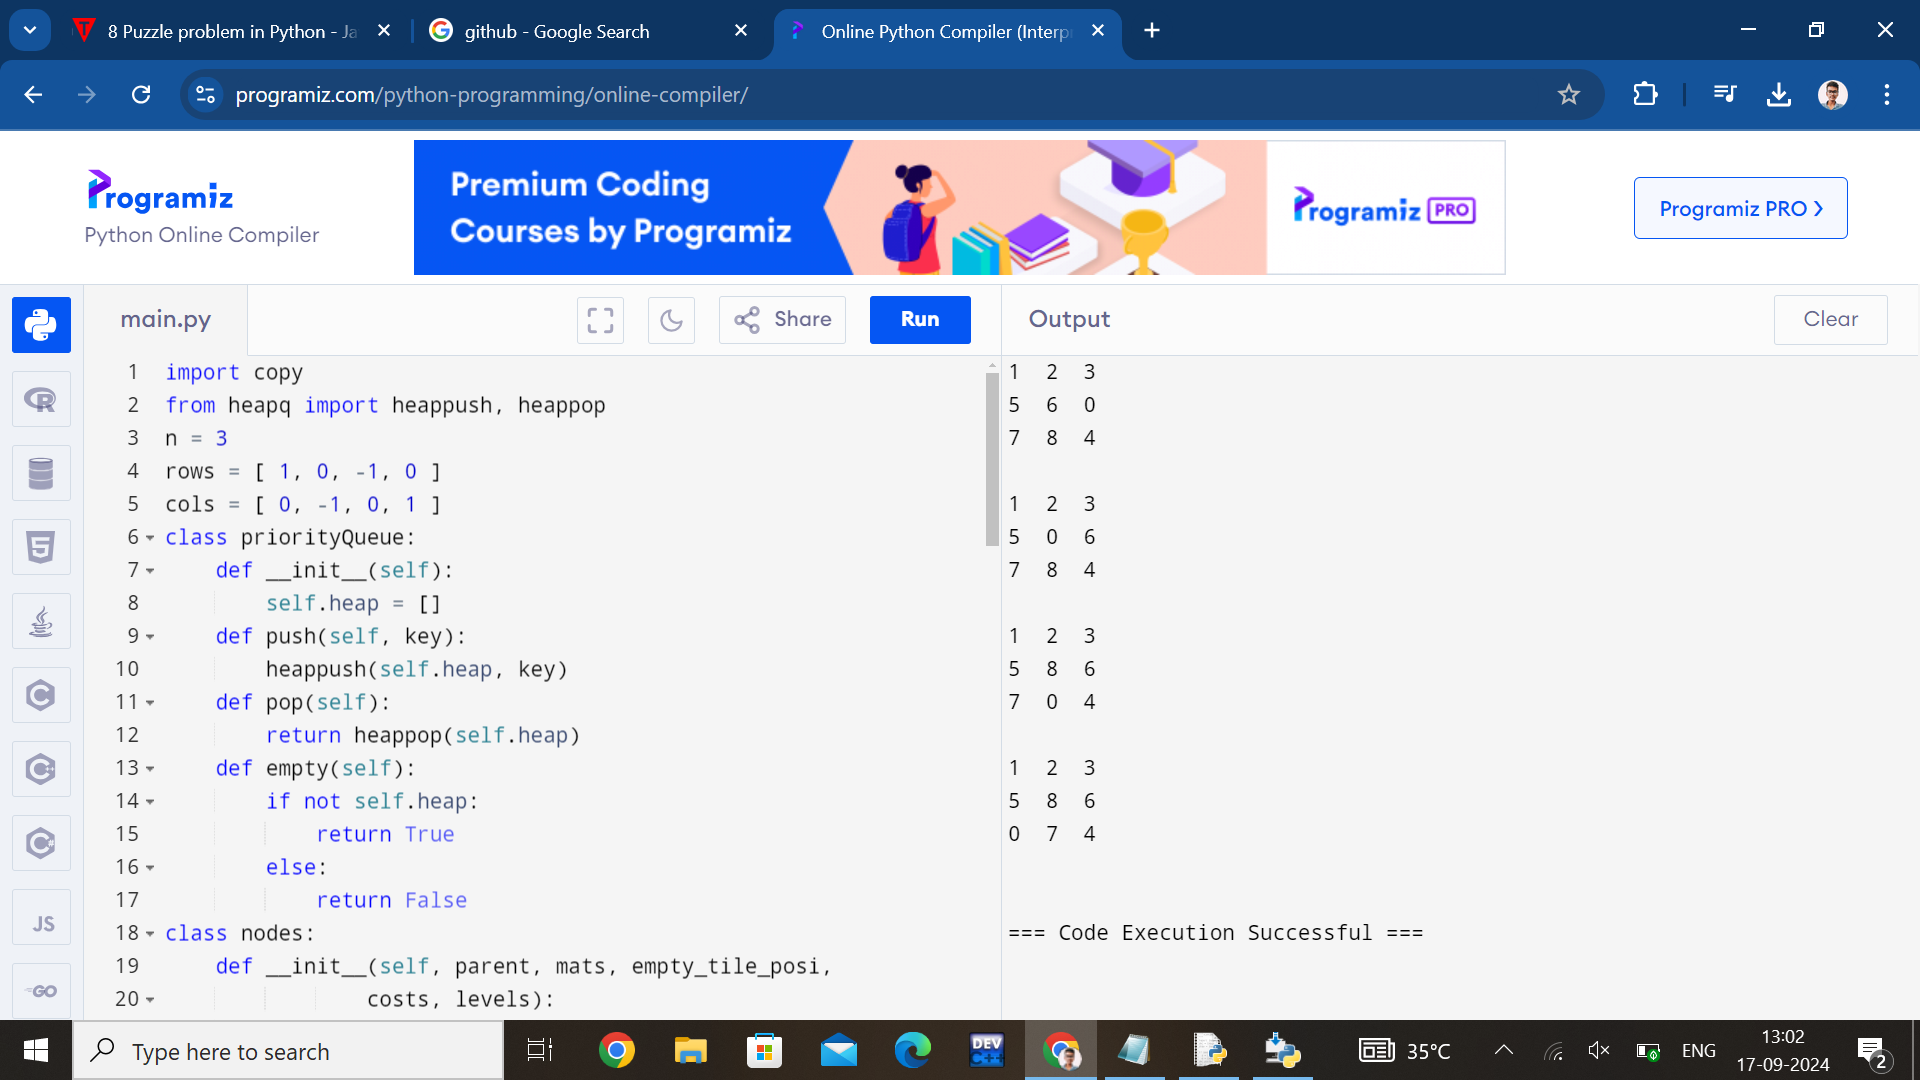 8 Puzzle problem in Python - Ja
github - Google Search
Online Python Compiler (Interp
programiz.com/python-programming/online-compiler/
Programiz
Python Online Compiler
Premium Coding
Courses by Programiz
Programiz PRO
Programiz PRO
main.py
Share
Run
Output
Clear
1 import copy
2 from heapq import heappush, heappop
3 n = 3
4 rows = [ 1, 0, -1, 0 ]
5 cols = [ 0, -1, 0, 1 ]
6 class priorityQueue:
7 def __init__(self):
8 self.heap = []
9 def push(self, key):
10 heappush(self.heap, key)
11 def pop(self):
12 return heappop(self.heap)
13 def empty(self):
14 if not self.heap:
15 return True
16 else:
17 return False
18 class nodes:
19 def __init__(self, parent, mats, empty_tile_posi,
20 costs, levels):
1 2 3
5 6 0
7 8 4
1 2 3
5 0 6
7 8 4
1 2 3
5 8 6
7 0 4
1 2 3
5 8 6
0 7 4
=== Code Execution Successful ===
R
5
C
C++
C#
JS
GO
Type here to search
DEV
C++
35°C
ENG
13:02
17-09-2024
2